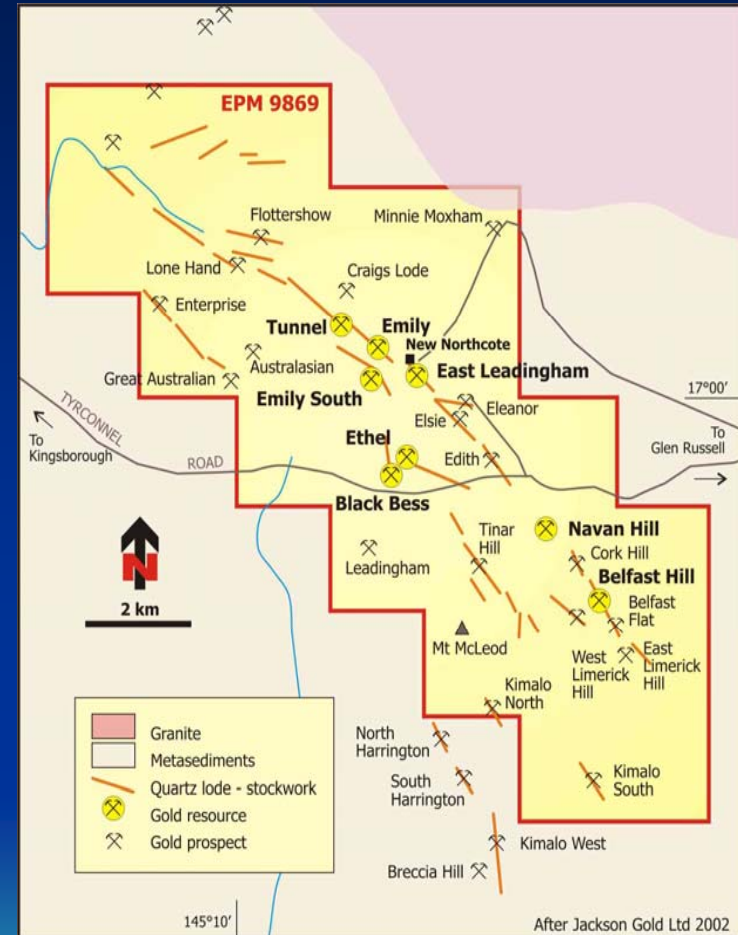 EPM 9869
Flottershow
Minnie Moxham
Lone Hand
Craigs Lode
Enterprise
Tunnel
Emily
New Northcote
Australasian
East Leadingham
Great Australian
Emily South
17°00'
Eleanor
Elsie
TYRCONNEL
ROAD
To
Kingsborough
To
Glen Russell
Ethel
Edith
Black Bess
Tinar
Hill
Navan Hill
Cork Hill
Leadingham
Belfast Hill
Belfast
Flat
N
2 km
Mt McLeod
West
Limerick
Hill
East
Limerick
Hill
Kimalo
North
North
Harrington
South
Harrington
Kimalo
South
Kimalo West
Breccia Hill
Granite
Metasediments
Quartz lode - stockwork
Gold resource
Gold prospect
145°10'
After Jackson Gold Ltd 2002